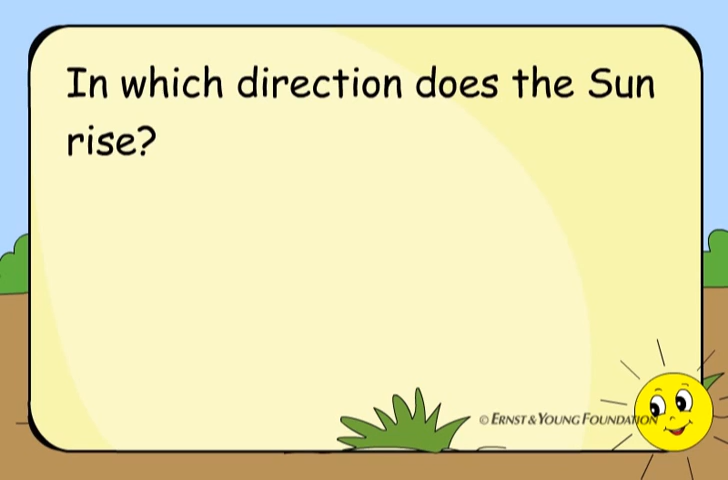 In which direction does the Sun
rise?
© ERNST & YOUNG FOUNDATION